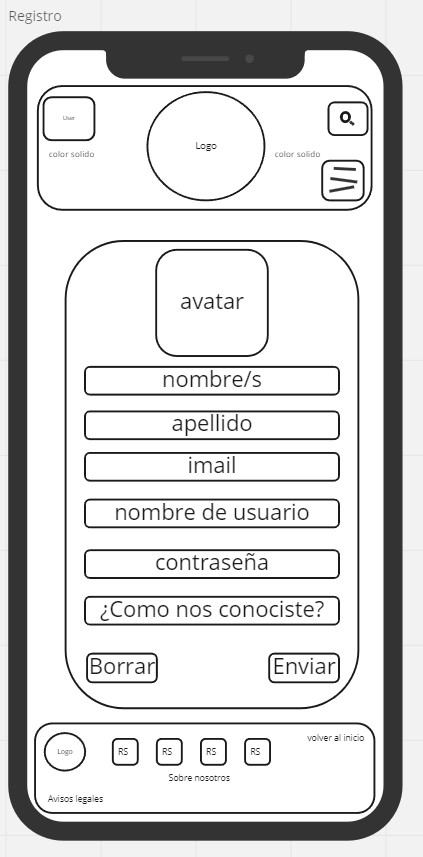 Registro
User
Logo
color solido
color solido
avatar
nombre/s
apellido
imail
nombre de usuario
contraseña
¿Como nos conociste?
Borrar
Enviar
volver al inicio
Logo
RS
RS
RS
RS
Sobre nosotros
Avisos legales